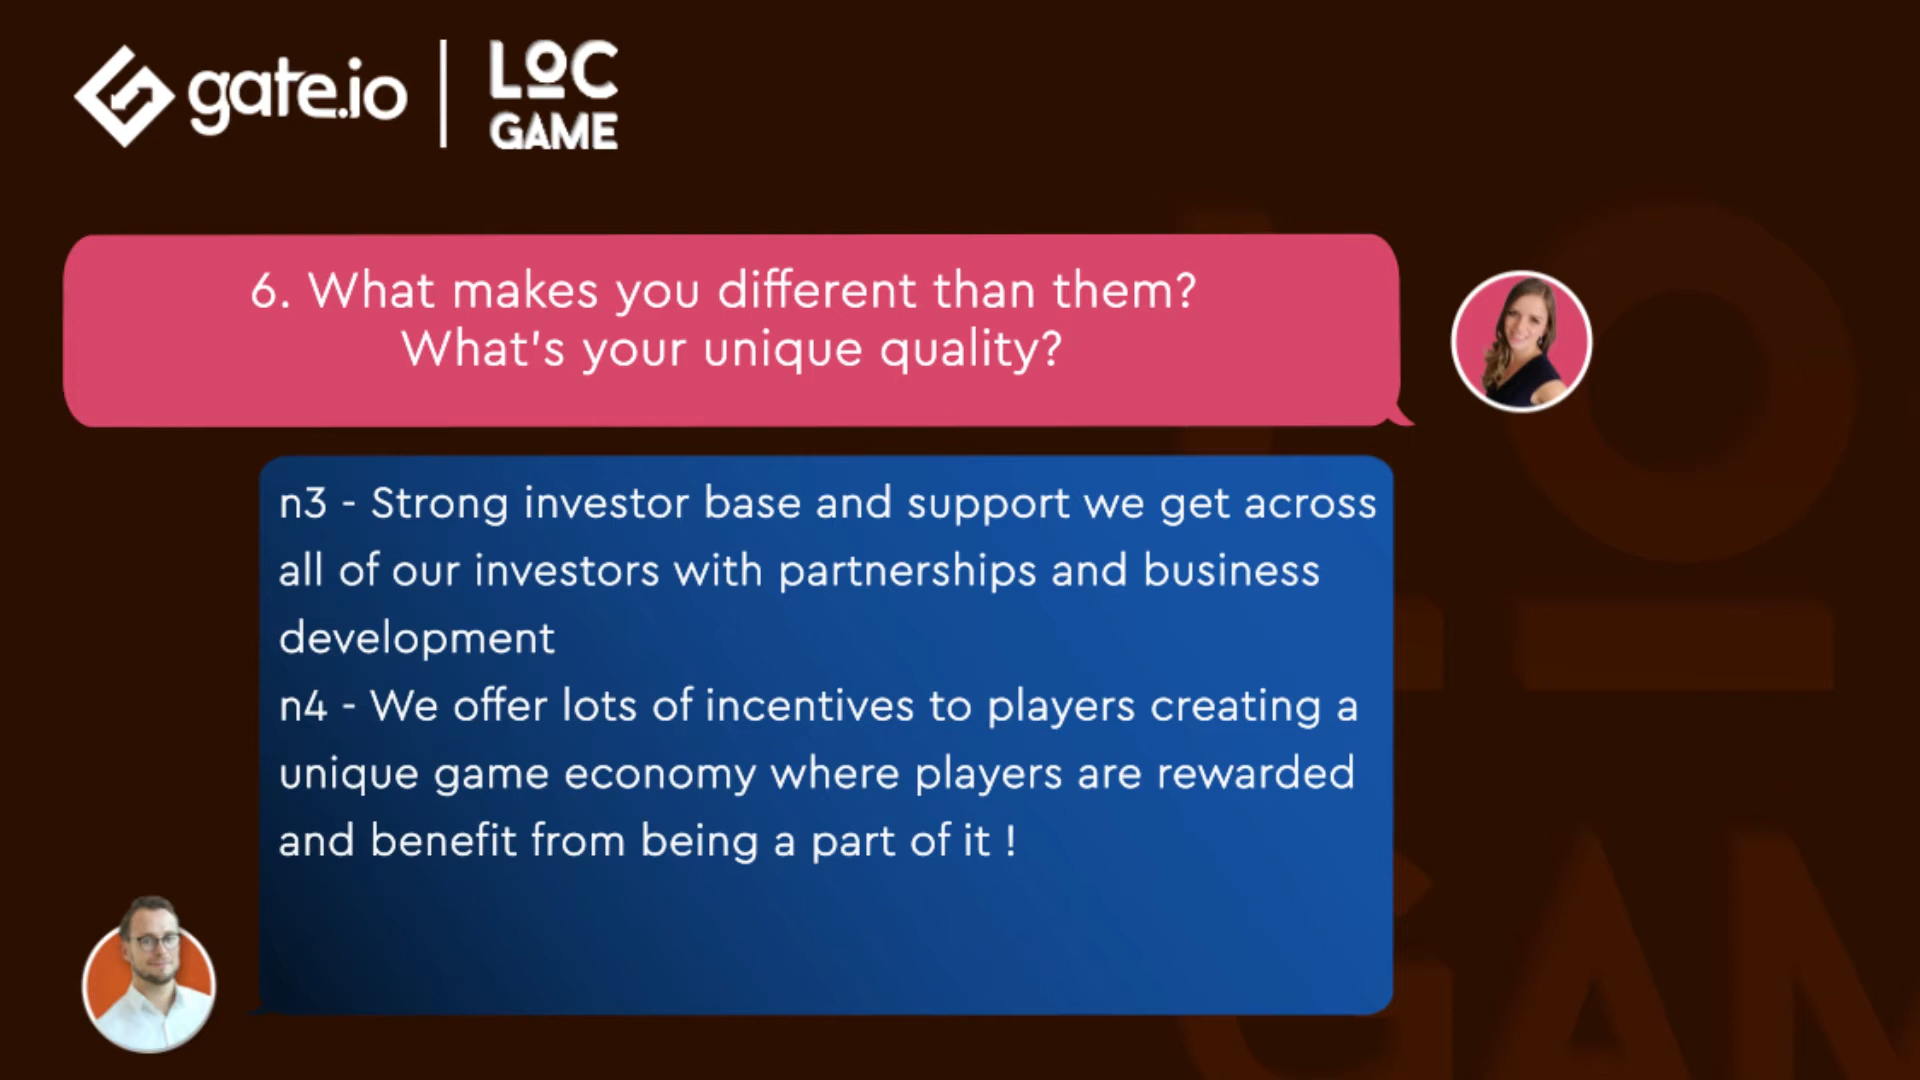 gate.io
LOC
GAME
6. What makes you different than them?
What's your unique quality?
n3 - Strong investor base and support we get across
all of our investors with partnerships and business
development
n4 - We offer lots of incentives to players creating a
unique game economy where players are rewarded
and benefit from being a part of it !